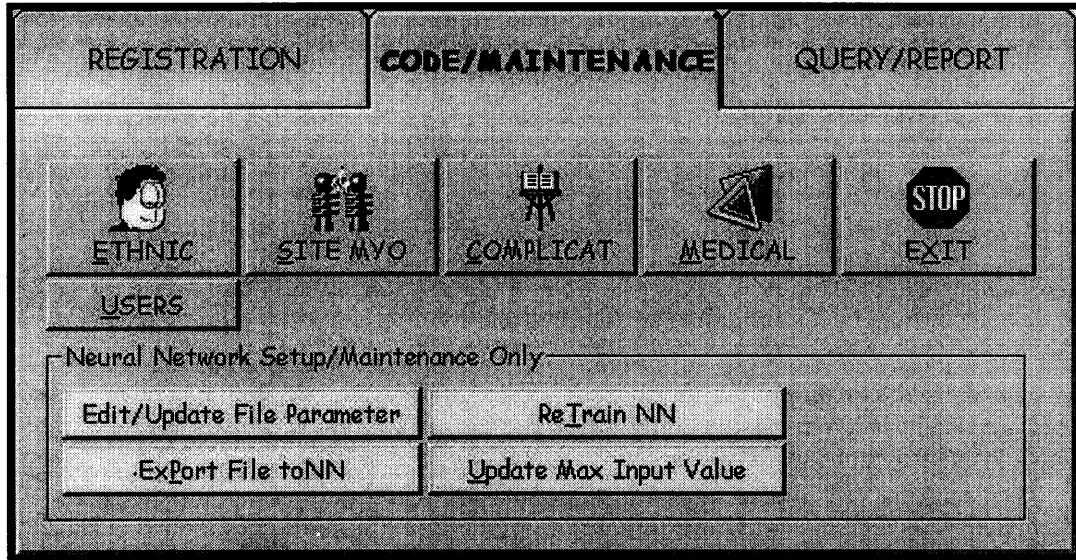 REGISTRATION CODE/MAINTENANCE QUERY/REPORT
STOP
ETHNIC SITE MYO COMPLICAT MEDICAL EXIT
USERS
Neural Network Setup/Maintenance Only
Edit/Update File Parameter ReTrain NN
ExPort File toNN Update Max Input Value